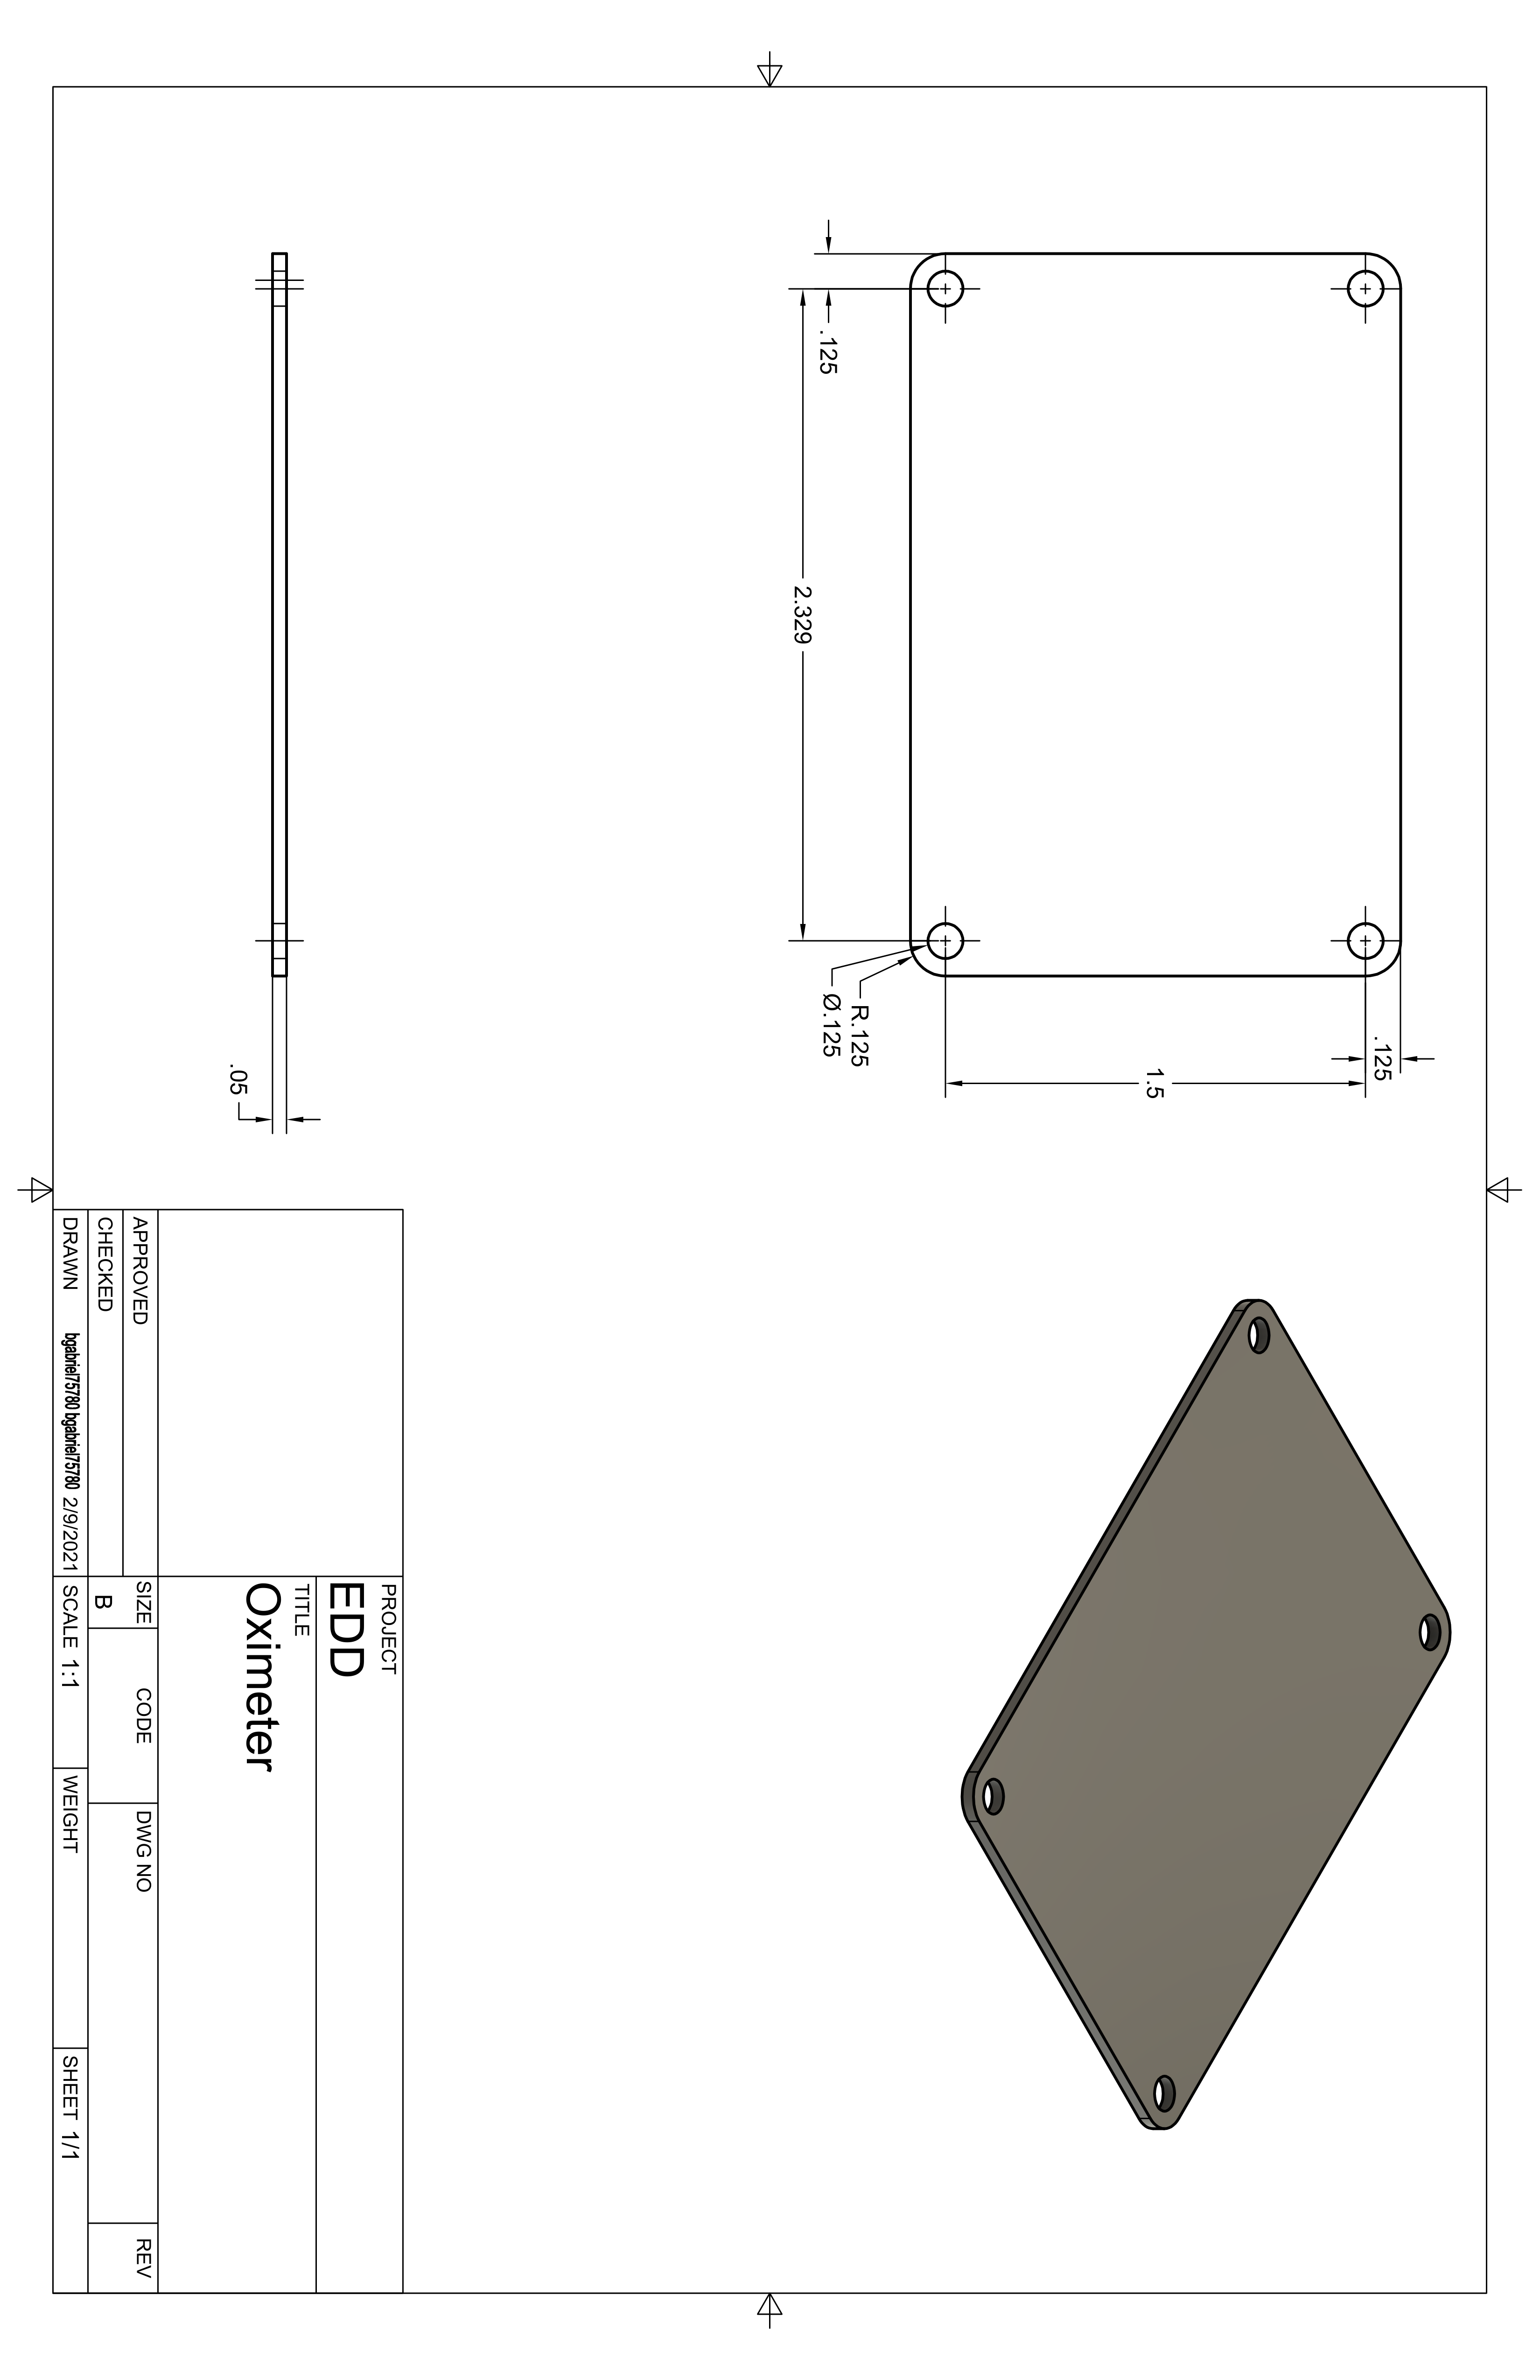 .125
1.5
.125
2.329
R.125
Ø.125
.05
PROJECT
EDD
TITLE
Oximeter
APPROVED
SIZE
CODE
DWG NO
REV
CHECKED
B
DRAWN
bgabriel75780 bgabriel75780 2/9/2021
SCALE 1:1
WEIGHT
SHEET 1/1